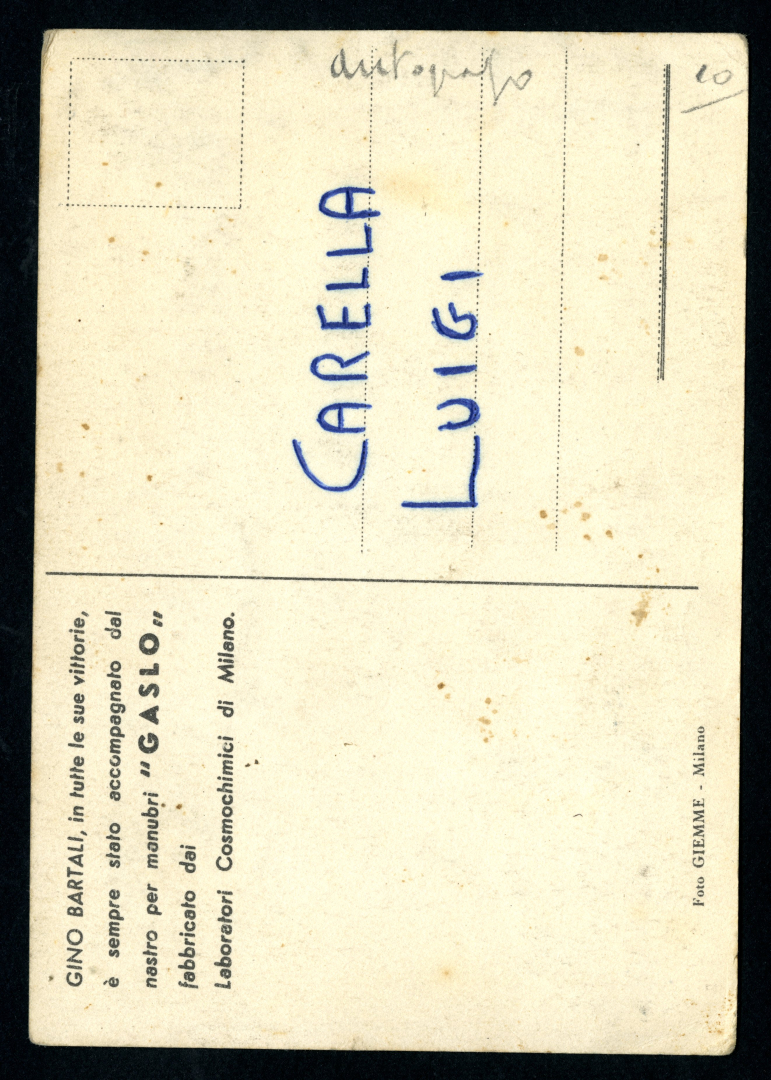 GINO BARTALI, in tutte le sue vittorie,
è sempre stato accompagnato dal
nastro per manubri "GASLO"
fabbricato dai
Laboratori Cosmochimici di Milano.
Foto GIEMME - Milano
autografo
10
CARELLA
LUIGI